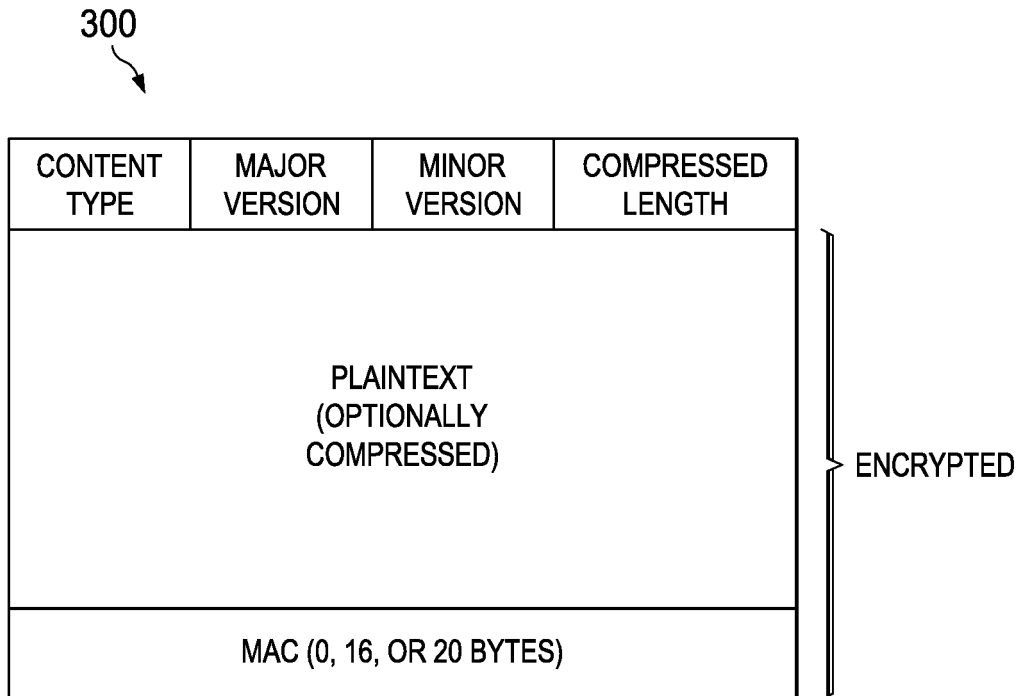 300
CONTENT
TYPE
MAJOR
VERSION
MINOR
VERSION
COMPRESSED
LENGTH
PLAINTEXT
(OPTIONALLY
COMPRESSED)
ENCRYPTED
MAC (0, 16, OR 20 BYTES)